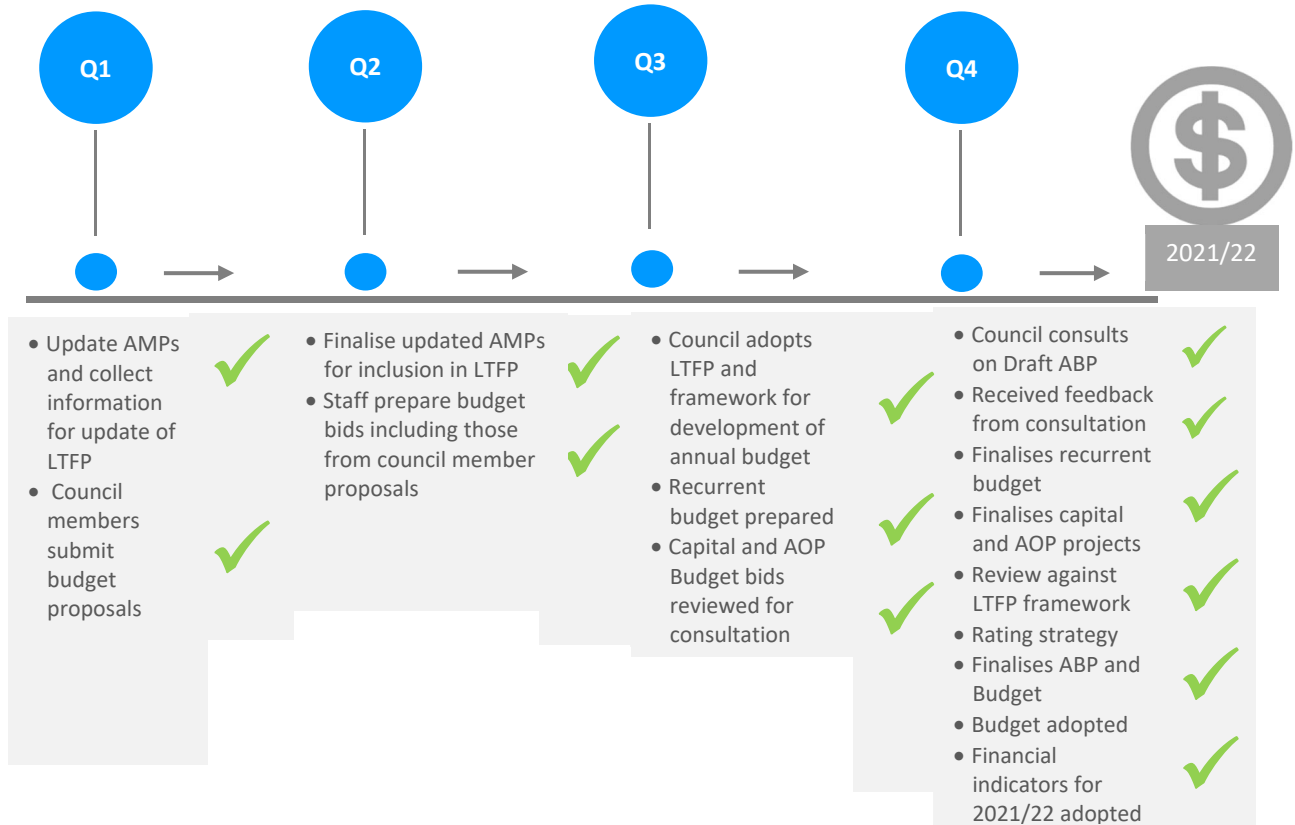 Q1
Q2
Q3
Q4
$
2021/22
• Update AMPs
and collect
information
for update of
LTFP
• Council
members
submit
budget
proposals
• Finalise updated AMPs
for inclusion in LTFP
• Staff prepare budget
bids including those
from council member
proposals
• Council adopts
LTFP and
framework for
development of
annual budget
• Recurrent
budget prepared
• Capital and AOP
Budget bids
reviewed for
consultation
• Council consults
on Draft ABP
• Received feedback
from consultation
• Finalises recurrent
budget
• Finalises capital
and AOP projects
• Review against
LTFP framework
• Rating strategy
• Finalises ABP and
Budget
• Budget adopted
• Financial
indicators for
2021/22 adopted